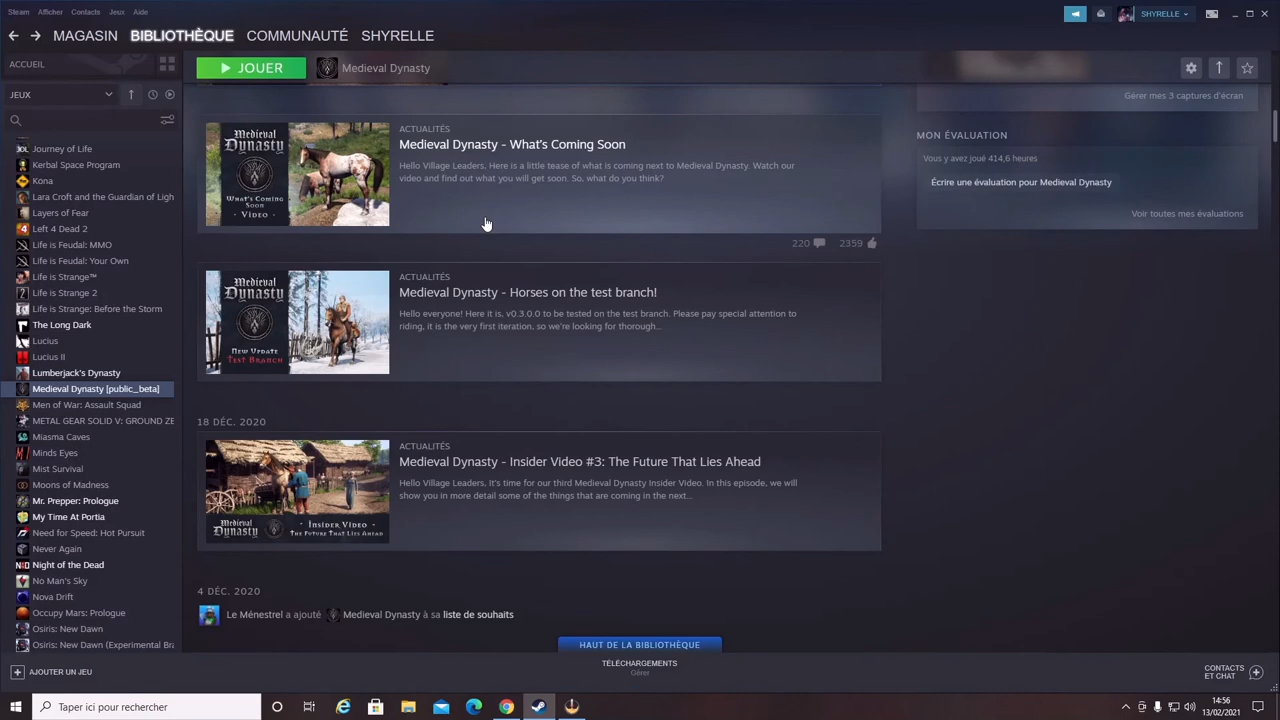 Steam Afficher Contacts Jeux Aide
SHYRELLE
MAGASIN BIBLIOTHÈQUE COMMUNAUTÉ SHYRELLE
ACCUEIL
JOUER
Medieval Dynasty
JEUX
Journey of Life
Kerbal Space Program
Kona
Lara Croft and the Guardian of Ligh
Layers of Fear
Left 4 Dead 2
Life is Feudal: MMO
Life is Feudal: Your Own
Life is Strange™
Life is Strange 2
Life is Strange: Before the Storm
The Long Dark
Lucius
Lucius II
Lumberjack's Dynasty
Medieval Dynasty [public_beta]
Men of War: Assault Squad
METAL GEAR SOLID V: GROUND ZE
Miasma Caves
Minds Eyes
Mist Survival
Moons of Madness
Mr. Prepper: Prologue
My Time At Portia
Need for Speed: Hot Pursuit
Never Again
Night of the Dead
No Man's Sky
Nova Drift
Occupy Mars: Prologue
Osiris: New Dawn
Osiris: New Dawn (Experimental Bra
AJOUTER UN JEU
Medieval
Dynasty
What's Coming
Soon
- Video -
ACTUALITÉS
Medieval Dynasty - What's Coming Soon
Hello Village Leaders, Here is a little tease of what is coming next to Medieval Dynasty. Watch our
video and find out what you will get soon. So, what do you think?
220 2359
Medieval
Dynasty
New Update
Test Branch
ACTUALITÉS
Medieval Dynasty - Horses on the test branch!
Hello everyone! Here it is, v0.3.0.0 to be tested on the test branch. Please pay special attention to
riding, it is the very first iteration, so we're looking for thorough...
18 DÉC. 2020
Medieval
Dynasty
- Insider Video -
The Future That Lies Ahead
ACTUALITÉS
Medieval Dynasty - Insider Video #3: The Future That Lies Ahead
Hello Village Leaders, It's time for our third Medieval Dynasty Insider Video. In this episode, we will
show you in more detail some of the things that are coming in the next...
4 DÉC. 2020
Le Ménestrel a ajouté Medieval Dynasty à sa liste de souhaits
HAUT DE LA BIBLIOTHÈQUE
Gérer mes 3 captures d'écran
MON ÉVALUATION
Vous y avez joué 414,6 heures
Écrire une évaluation pour Medieval Dynasty
Voir toutes mes évaluations
TÉLÉCHARGEMENTS
Gérer
CONTACTS
ET CHAT
Taper ici pour rechercher
14:56
13/02/2021